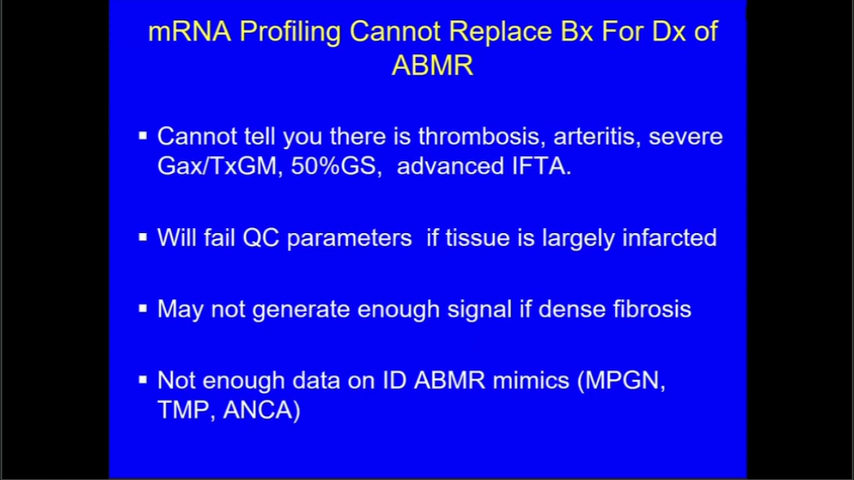 mRNA Profiling Cannot Replace Bx For Dx of
ABMR
▪ Cannot tell you there is thrombosis, arteritis, severe
Gax/TxGM, 50%GS, advanced IFTA.
▪ Will fail QC parameters if tissue is largely infarcted
▪ May not generate enough signal if dense fibrosis
▪ Not enough data on ID ABMR mimics (MPGN,
TMP, ANCA)